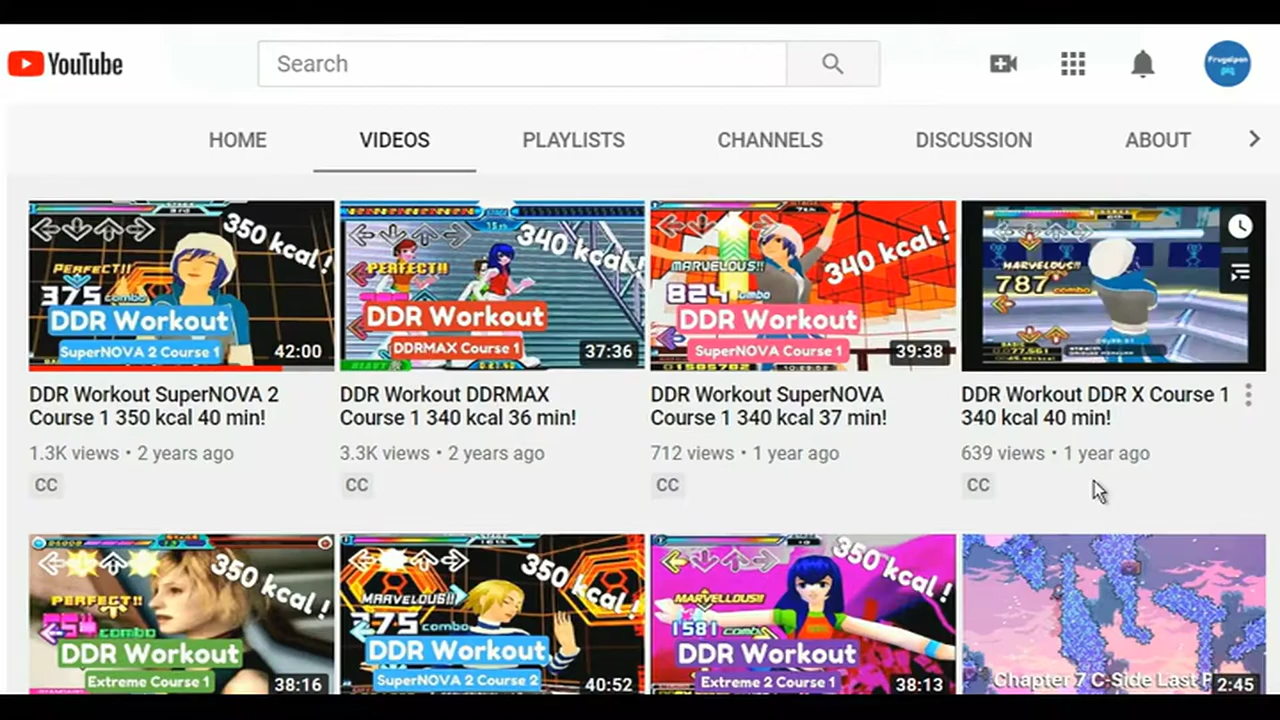 YouTube
Search
Frugalpen
HOME VIDEOS PLAYLISTS CHANNELS DISCUSSION ABOUT
350 kcal !
PERFECT!!
375 combo
DDR Workout
SuperNOVA 2 Course 1
42:00
340 kcal!
PERFECT!!
DDR Workout
DDRMAX Course 1
37:36
340 kcal !
MARVELOUS!!
824 combo
DDR Workout
SuperNOVA Course 1
39:38
MARVELOUS!!
787 combo
DDR Workout SuperNOVA 2
Course 1 350 kcal 40 min!
1.3K views • 2 years ago
CC
DDR Workout DDRMAX
Course 1 340 kcal 36 min!
3.3K views • 2 years ago
CC
DDR Workout SuperNOVA
Course 1 340 kcal 37 min!
712 views • 1 year ago
CC
DDR Workout DDR X Course 1
340 kcal 40 min!
639 views • 1 year ago
CC
350 kcal !
PERFECT!!
combo
DDR Workout
Extreme Course 1
38:16
350 kcal !
MARVELOUS!!
275 combo
DDR Workout
SuperNOVA 2 Course 2
40:52
350 kcal !
MARVELLOUS!!
1581 combo
DDR Workout
Extreme 2 Course 1
38:13
Chapter 7 C-Side Last
2:45